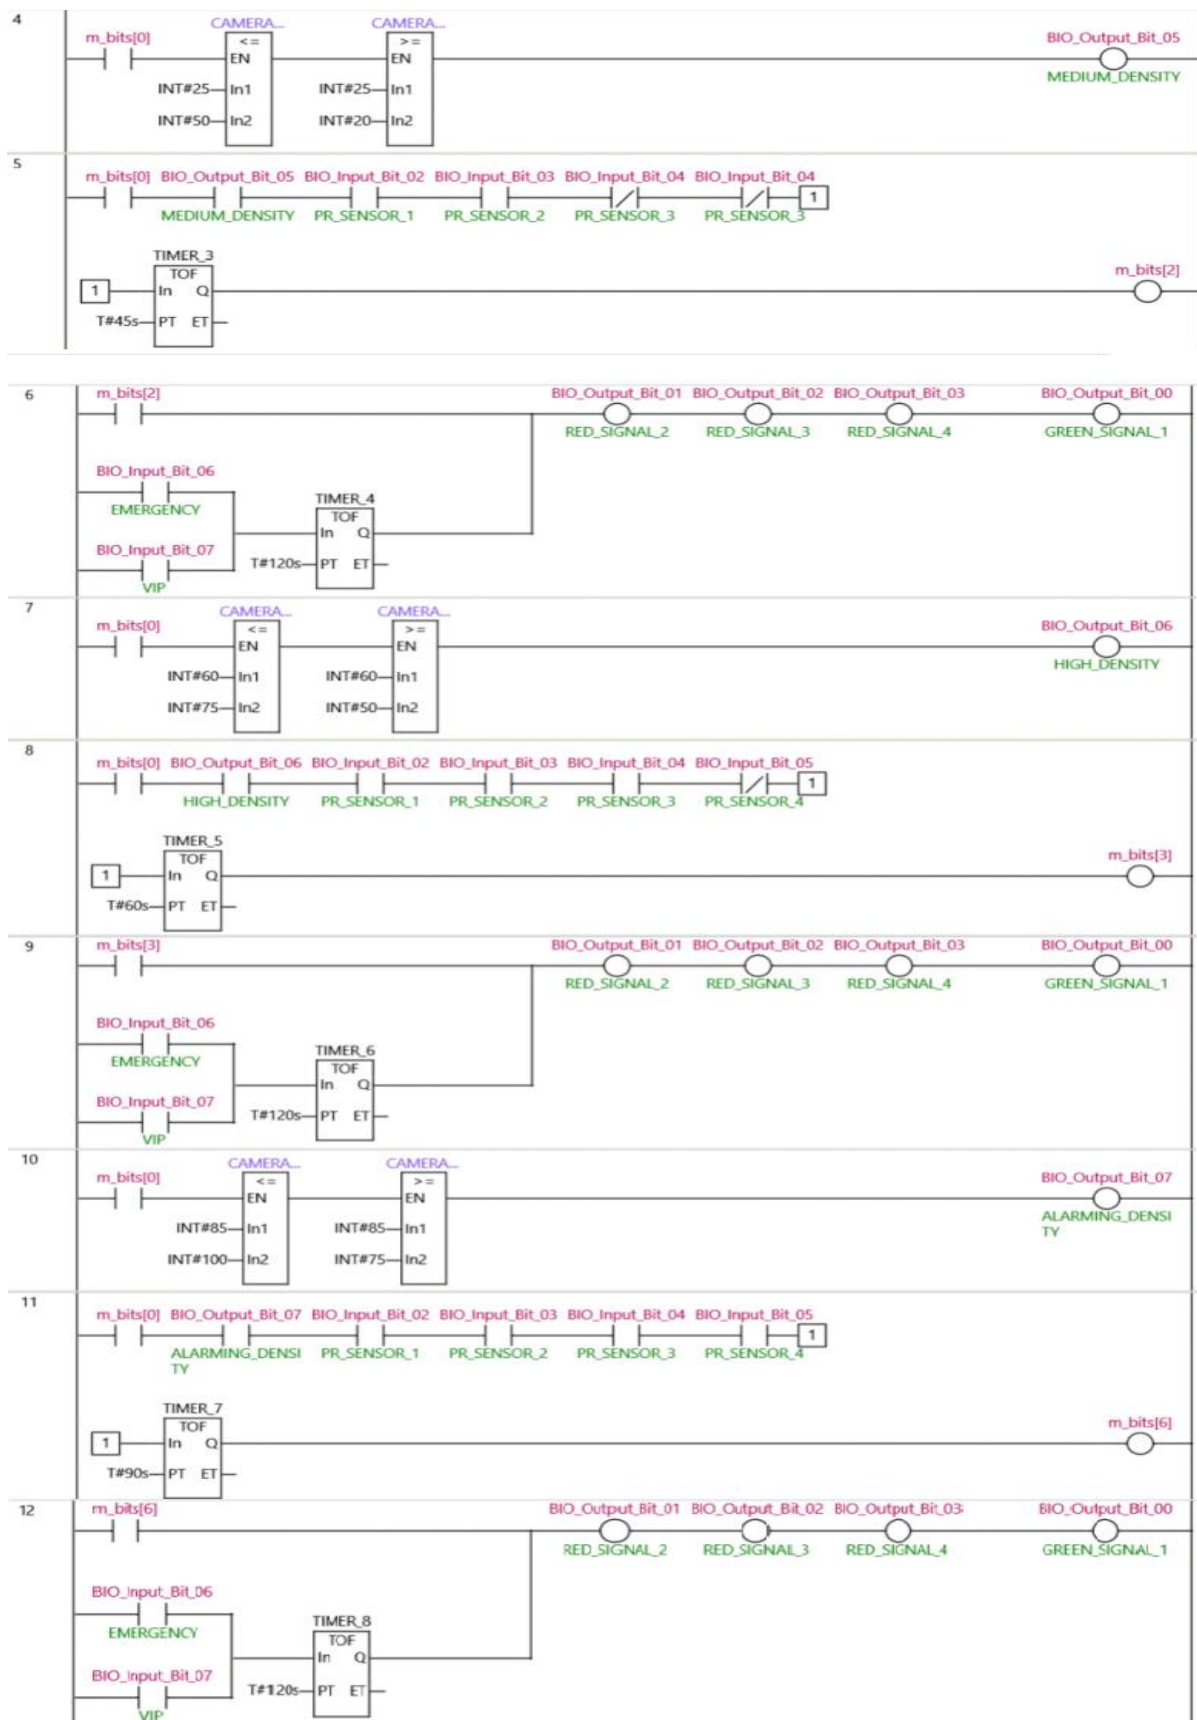 4
CAMERA... CAMERA...
m_bits[0] <= >= BIO_Output_Bit_05
EN EN
MEDIUM_DENSITY
INT#25 In1 INT#25 In1
INT#50 In2 INT#20 In2
5
m_bits[0] BIO_Output_Bit_05 BIO_Input_Bit_02 BIO_Input_Bit_03 BIO_Input_Bit_04 BIO_Input_Bit_04
1
MEDIUM_DENSITY PR_SENSOR_1 PR_SENSOR_2 PR_SENSOR_3 PR_SENSOR_3
TIMER_3
TOF m_bits[2]
1 In Q
T#45s PT ET
6
m_bits[2] BIO_Output_Bit_01 BIO_Output_Bit_02 BIO_Output_Bit_03 BIO_Output_Bit_00
RED_SIGNAL_2 RED_SIGNAL_3 RED_SIGNAL_4 GREEN_SIGNAL_1
BIO_Input_Bit_06
EMERGENCY
TIMER_4
TOF
In Q
BIO_Input_Bit_07
T#120s PT ET
VIP
7
CAMERA... CAMERA...
m_bits[0] <= >= BIO_Output_Bit_06
EN EN
HIGH_DENSITY
INT#60 In1 INT#60 In1
INT#75 In2 INT#50 In2
8
m_bits[0] BIO_Output_Bit_06 BIO_Input_Bit_02 BIO_Input_Bit_03 BIO_Input_Bit_04 BIO_Input_Bit_05
1
HIGH_DENSITY PR_SENSOR_1 PR_SENSOR_2 PR_SENSOR_3 PR_SENSOR_4
TIMER_5
TOF m_bits[3]
1 In Q
T#60s PT ET
9
m_bits[3] BIO_Output_Bit_01 BIO_Output_Bit_02 BIO_Output_Bit_03 BIO_Output_Bit_00
RED_SIGNAL_2 RED_SIGNAL_3 RED_SIGNAL_4 GREEN_SIGNAL_1
BIO_Input_Bit_06
EMERGENCY
TIMER_6
TOF
In Q
BIO_Input_Bit_07
T#120s PT ET
VIP
10
CAMERA... CAMERA...
m_bits[0] <= >= BIO_Output_Bit_07
EN EN
ALARMING_DENSI
TY
INT#85 In1 INT#85 In1
INT#100 In2 INT#75 In2
11
m_bits[0] BIO_Output_Bit_07 BIO_Input_Bit_02 BIO_Input_Bit_03 BIO_Input_Bit_04 BIO_Input_Bit_05
1
ALARMING_DENSI PR_SENSOR_1 PR_SENSOR_2 PR_SENSOR_3 PR_SENSOR_4
TY
TIMER_7
TOF m_bits[6]
1 In Q
T#90s PT ET
12
m_bits[6] BIO_Output_Bit_01 BIO_Output_Bit_02 BIO_Output_Bit_03 BIO_Output_Bit_00
RED_SIGNAL_2 RED_SIGNAL_3 RED_SIGNAL_4 GREEN_SIGNAL_1
BIO_Input_Bit_06
EMERGENCY
TIMER_8
TOF
In Q
BIO_Input_Bit_07
T#120s PT ET
VIP